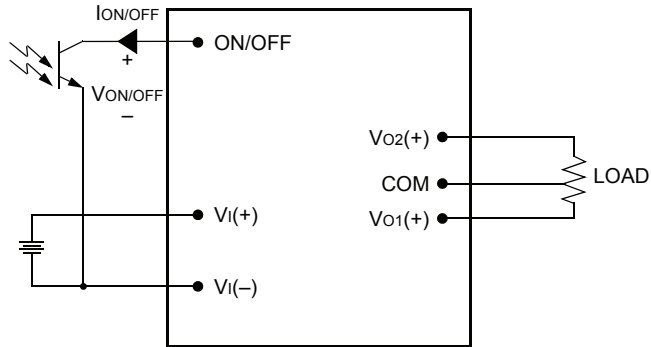 ION/OFF
+
ON/OFF
VON/OFF
–
VO2(+)
COM
LOAD
VO1(+)
VI(+)
VI(–)